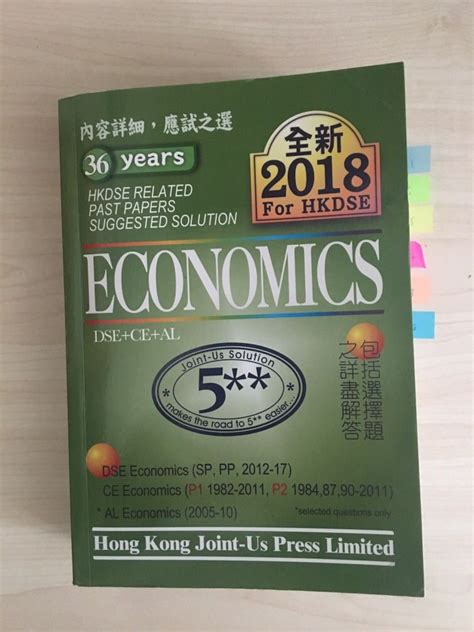 內容詳細，應試之選
36 years
HKDSE RELATED
PAST PAPERS
SUGGESTED SOLUTION
全新
2018
For HKDSE
ECONOMICS
DSE+CE+AL
Joint-Us Solution
5**
makes the road to 5** easier...
包括選擇題
之詳盡解答
DSE Economics (SP, PP, 2012-17)
CE Economics (P1 1982-2011, P2 1984,87,90-2011)
* AL Economics (2005-10)
*selected questions only
Hong Kong Joint-Us Press Limited